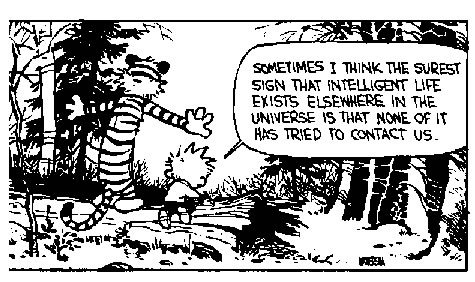 SOMETIMES I THINK THE SUREST
SIGN THAT INTELLIGENT LIFE
EXISTS ELSEWHERE IN THE
UNIVERSE IS THAT NONE OF IT
HAS TRIED TO CONTACT US.